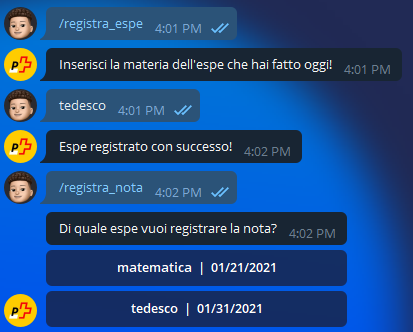 /registra_espe 4:01 PM
Inserisci la materia dell'espe che hai fatto oggi! 4:01 PM
tedesco 4:01 PM
Espe registrato con successo! 4:02 PM
/registra_nota 4:02 PM
Di quale espe vuoi registrare la nota? 4:02 PM
matematica | 01/21/2021
tedesco | 01/31/2021